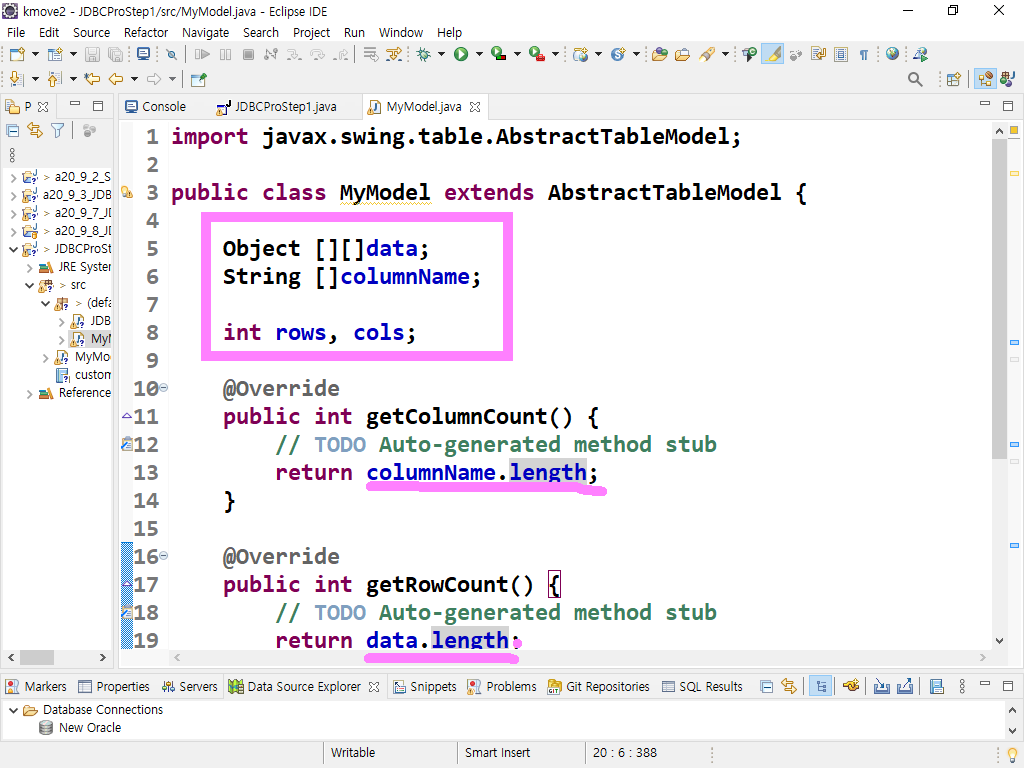 kmove2 - JDBCProStep1/src/MyModel.java - Eclipse IDE
File Edit Source Refactor Navigate Search Project Run Window Help
P
Console JDBCProStep1.java MyModel.java
> a20_9_2_S
a20_9_3_JDB
> a20_9_7_JD
> a20_9_8_JD
> JDBCProSt
JRE System
> src
> (defa
JDB
MyM
MyMo
custom
Reference
1 import javax.swing.table.AbstractTableModel;
2
3 public class MyModel extends AbstractTableModel {
4
5 Object [][]data;
6 String []columnName;
7
8 int rows, cols;
9
10 @Override
11 public int getColumnCount() {
12 // TODO Auto-generated method stub
13 return columnName.length;
14 }
15
16 @Override
17 public int getRowCount() {
18 // TODO Auto-generated method stub
19 return data.length;
Markers Properties Servers Data Source Explorer Snippets Problems Git Repositories SQL Results
Database Connections
New Oracle
Writable Smart Insert 20 : 6 : 388